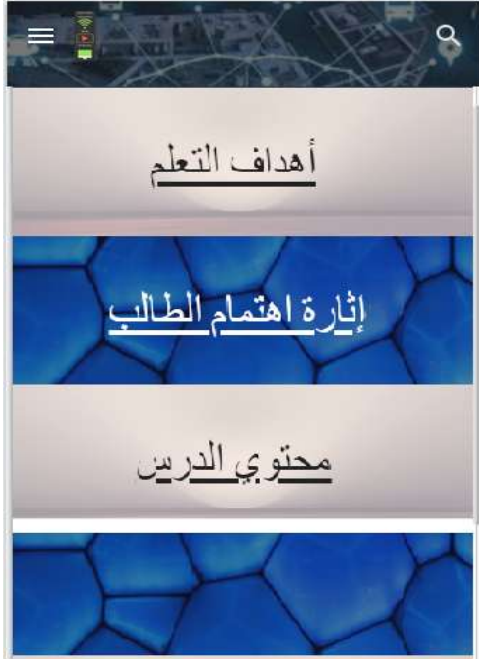 أهداف التعلم
إثارة اهتمام الطالب
محتوي الدرس